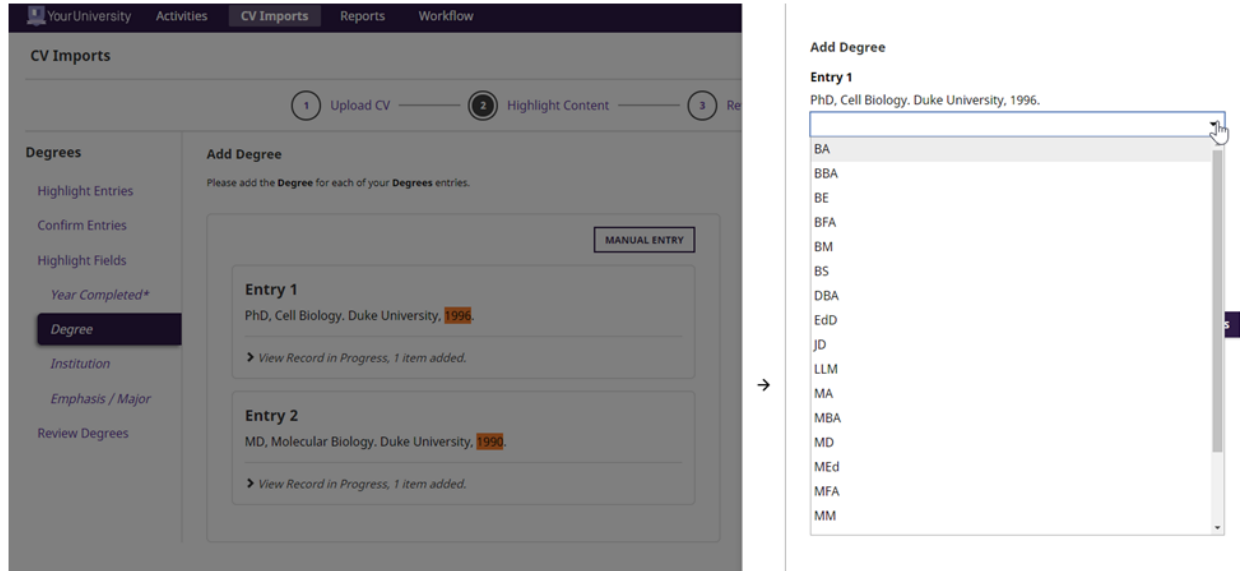 YourUniversity Activities CV Imports Reports Workflow
CV Imports
1 Upload CV 2 Highlight Content 3 Re
Degrees
Highlight Entries
Confirm Entries
Highlight Fields
Year Completed*
Degree
Institution
Emphasis / Major
Review Degrees
Add Degree
Please add the Degree for each of your Degrees entries.
MANUAL ENTRY
Entry 1
PhD, Cell Biology. Duke University, 1996.
View Record in Progress, 1 item added.
Entry 2
MD, Molecular Biology. Duke University, 1990.
View Record in Progress, 1 item added.
Add Degree
Entry 1
PhD, Cell Biology. Duke University, 1996.
BA
BBA
BE
BFA
BM
BS
DBA
EdD
JD
LLM
MA
MBA
MD
MEd
MFA
MM
s